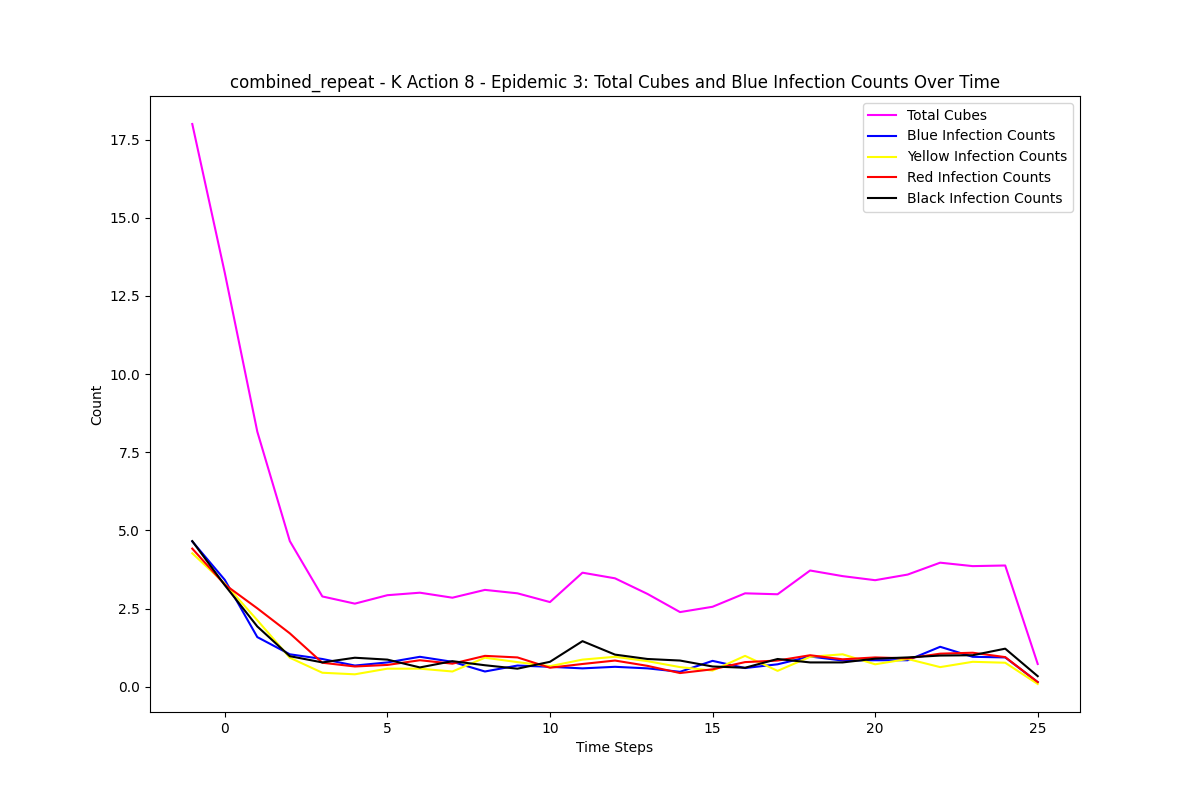 combined_repeat - K Action 8 - Epidemic 3: Total Cubes and Blue Infection Counts Over Time
Total Cubes
Blue Infection Counts
Yellow Infection Counts
Red Infection Counts
Black Infection Counts
17.5
15.0
12.5
10.0
7.5
5.0
2.5
0.0
Count
0 5 10 15 20 25
Time Steps